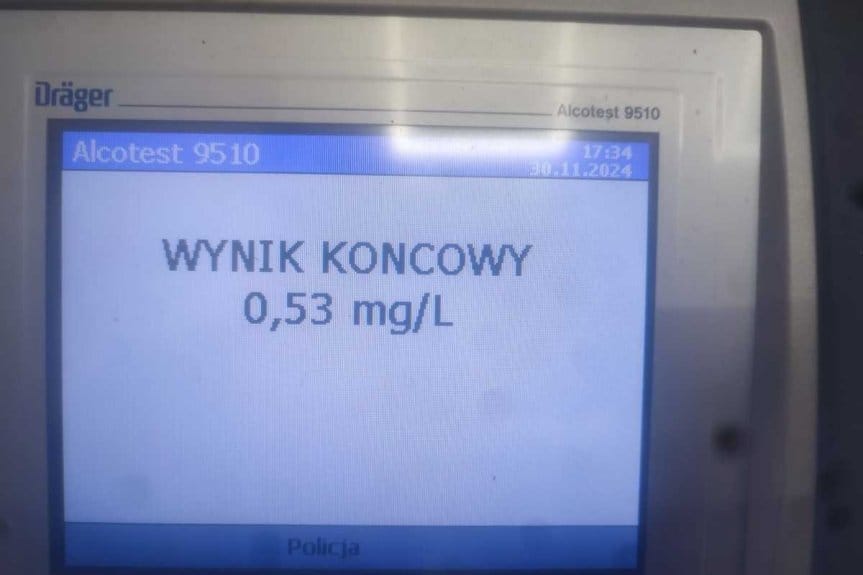 Dräger
Alcotest 9510
Alcotest 9510
17:34
30.11.2024
WYNIK KONCOWY
0,53 mg/L
Policja